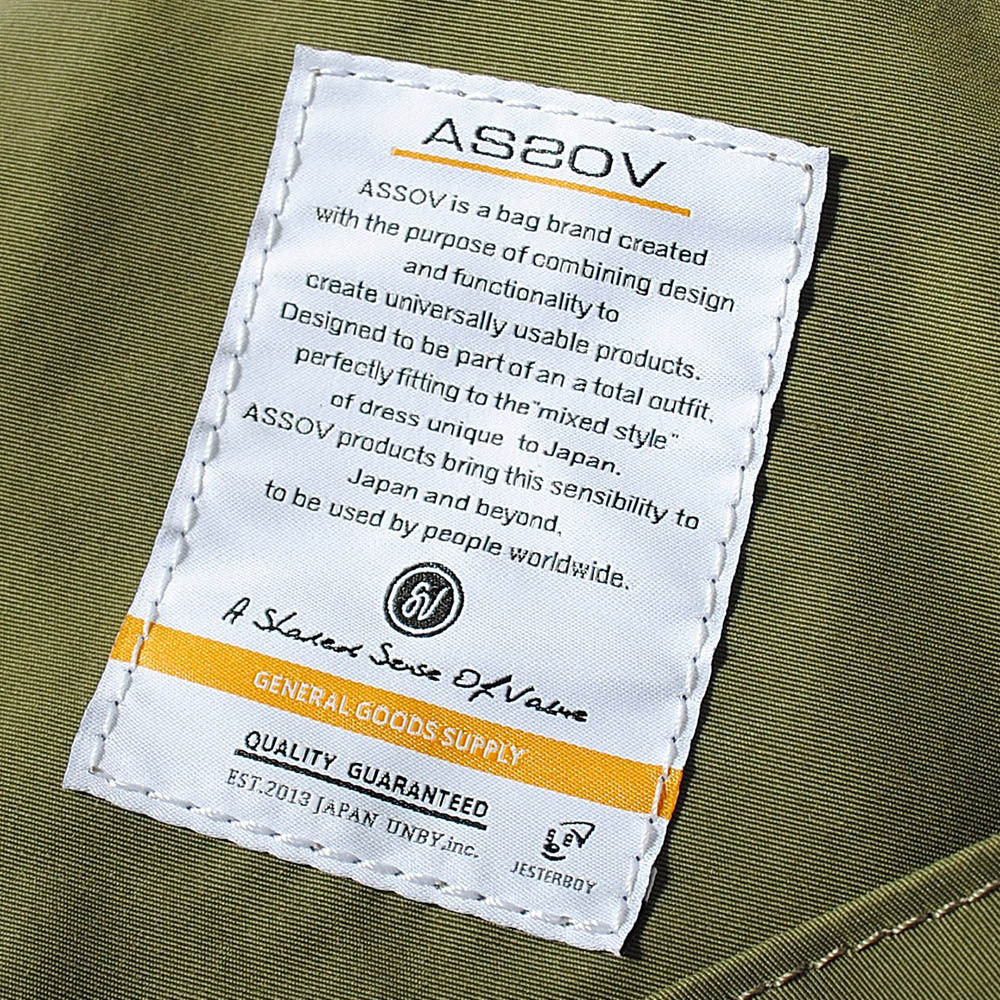 ASSOV
ASSOV is a bag brand created
with the purpose of combining design
and functionality to
create universally usable products.
Designed to be part of an a total outfit,
perfectly fitting to the "mixed style"
of dress unique to Japan.
ASSOV products bring this sensibility to
Japan and beyond,
to be used by people worldwide.
A Shared Sense Of Value
GENERAL GOODS SUPPLY
QUALITY GUARANTEED
EST.2013 JAPAN UNBY,inc.
JESTERBOY